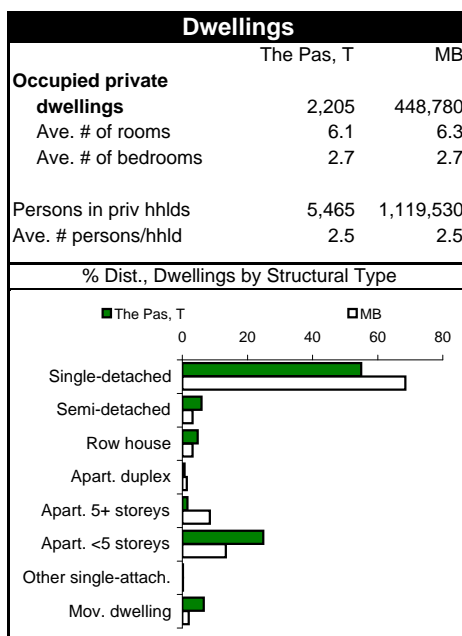 Dwellings
The Pas, T MB
Occupied private
dwellings 2,205 448,780
Ave. # of rooms 6.1 6.3
Ave. # of bedrooms 2.7 2.7
Persons in priv hhlds 5,465 1,119,530
Ave. # persons/hhld 2.5 2.5
% Dist., Dwellings by Structural Type
The Pas, T MB
0 20 40 60 80
Single-detached
Semi-detached
Row house
Apart. duplex
Apart. 5+ storeys
Apart. <5 storeys
Other single-attach.
Mov. dwelling